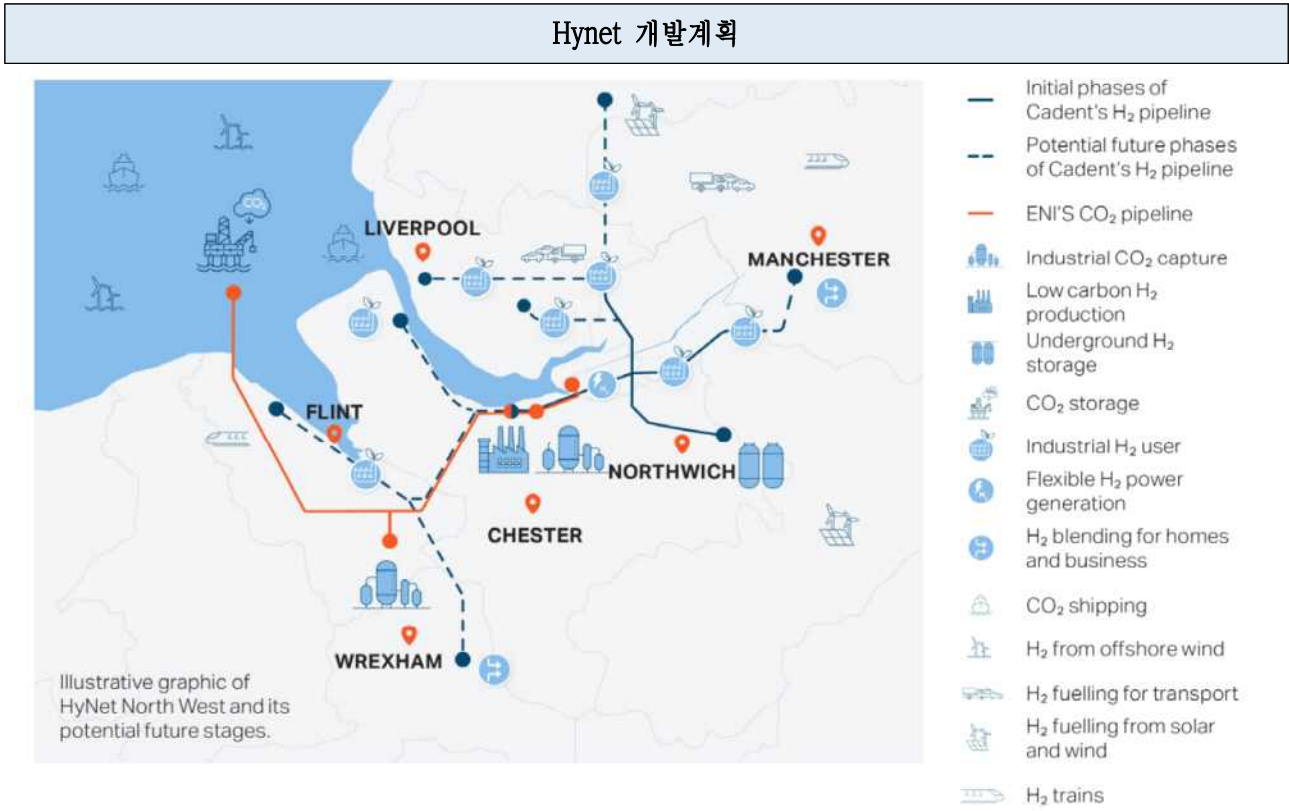 Hynet 개발계획
LIVERPOOL
MANCHESTER
FLINT
NORTHWICH
CHESTER
WREXHAM
CO₂
Illustrative graphic of
HyNet North West and its
potential future stages.
Initial phases of
Cadent's H₂ pipeline
Potential future phases
of Cadent's H₂ pipeline
ENI'S CO₂ pipeline
Industrial CO₂ capture
Low carbon H₂
production
Underground H₂
storage
CO₂ storage
Industrial H₂ user
Flexible H₂ power
generation
H₂ blending for homes
and business
CO₂ shipping
H₂ from offshore wind
H₂ fuelling for transport
H₂ fuelling from solar
and wind
H₂ trains